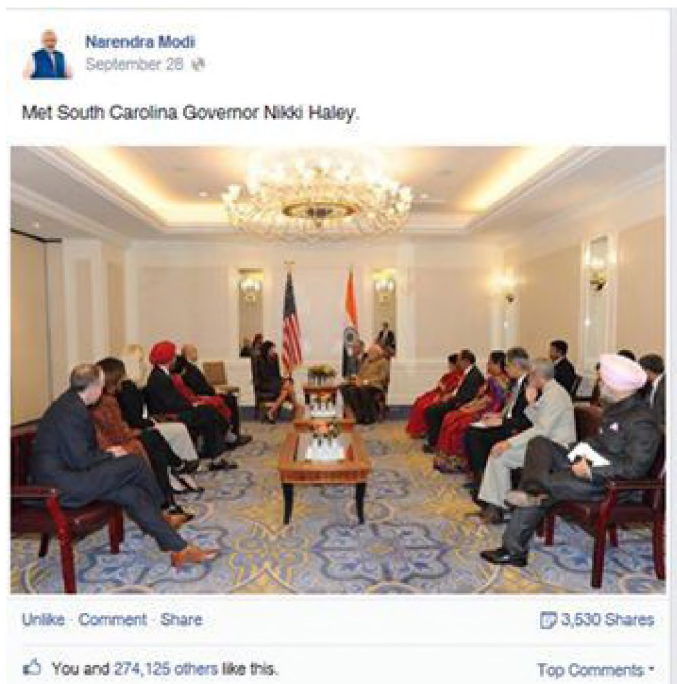 Narendra Modi
September 28
Met South Carolina Governor Nikki Haley.
Unlike · Comment · Share
3,530 Shares
You and 274,125 others like this.
Top Comments